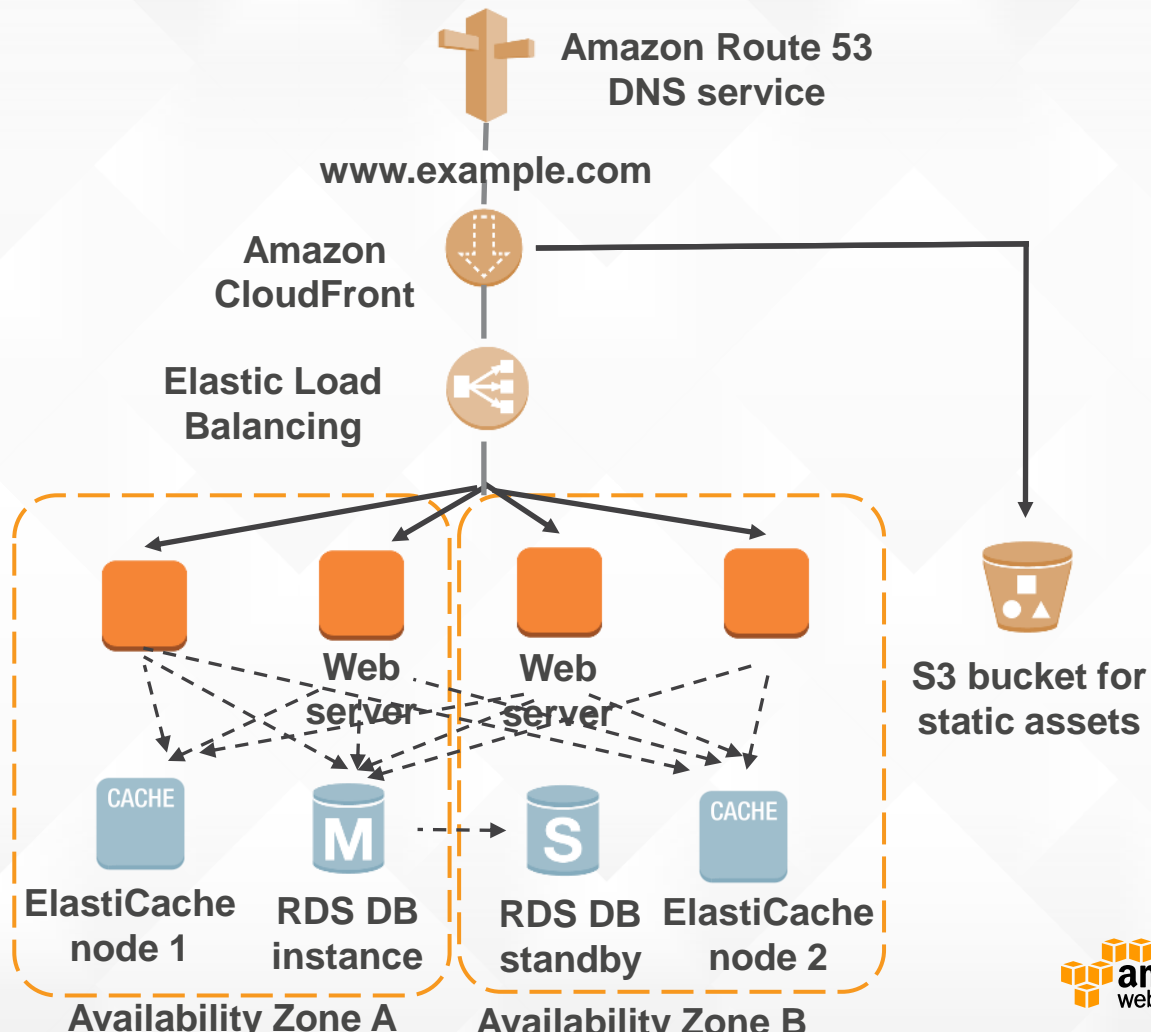 Amazon Route 53
DNS service
www.example.com
Amazon
CloudFront
Elastic Load
Balancing
Web
server
Web
server
S3 bucket for
static assets
CACHE
M
S
CACHE
ElastiCache
node 1
RDS DB
instance
RDS DB
standby
ElastiCache
node 2
Availability Zone A
Availability Zone B